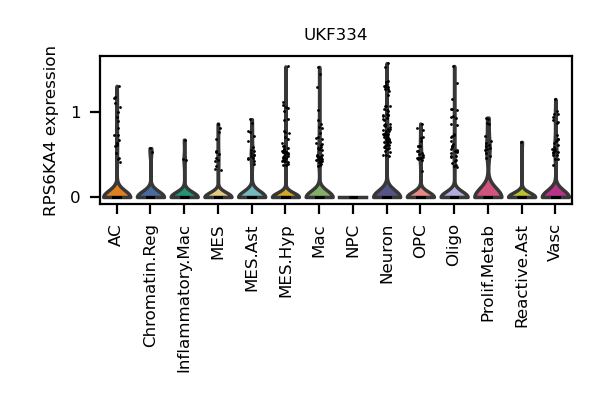 UKF334
RPS6KA4 expression
1
0
AC
Chromatin.Reg
Inflammatory.Mac
MES
MES.Ast
MES.Hyp
Mac
NPC
Neuron
OPC
Oligo
Prolif.Metab
Reactive.Ast
Vasc